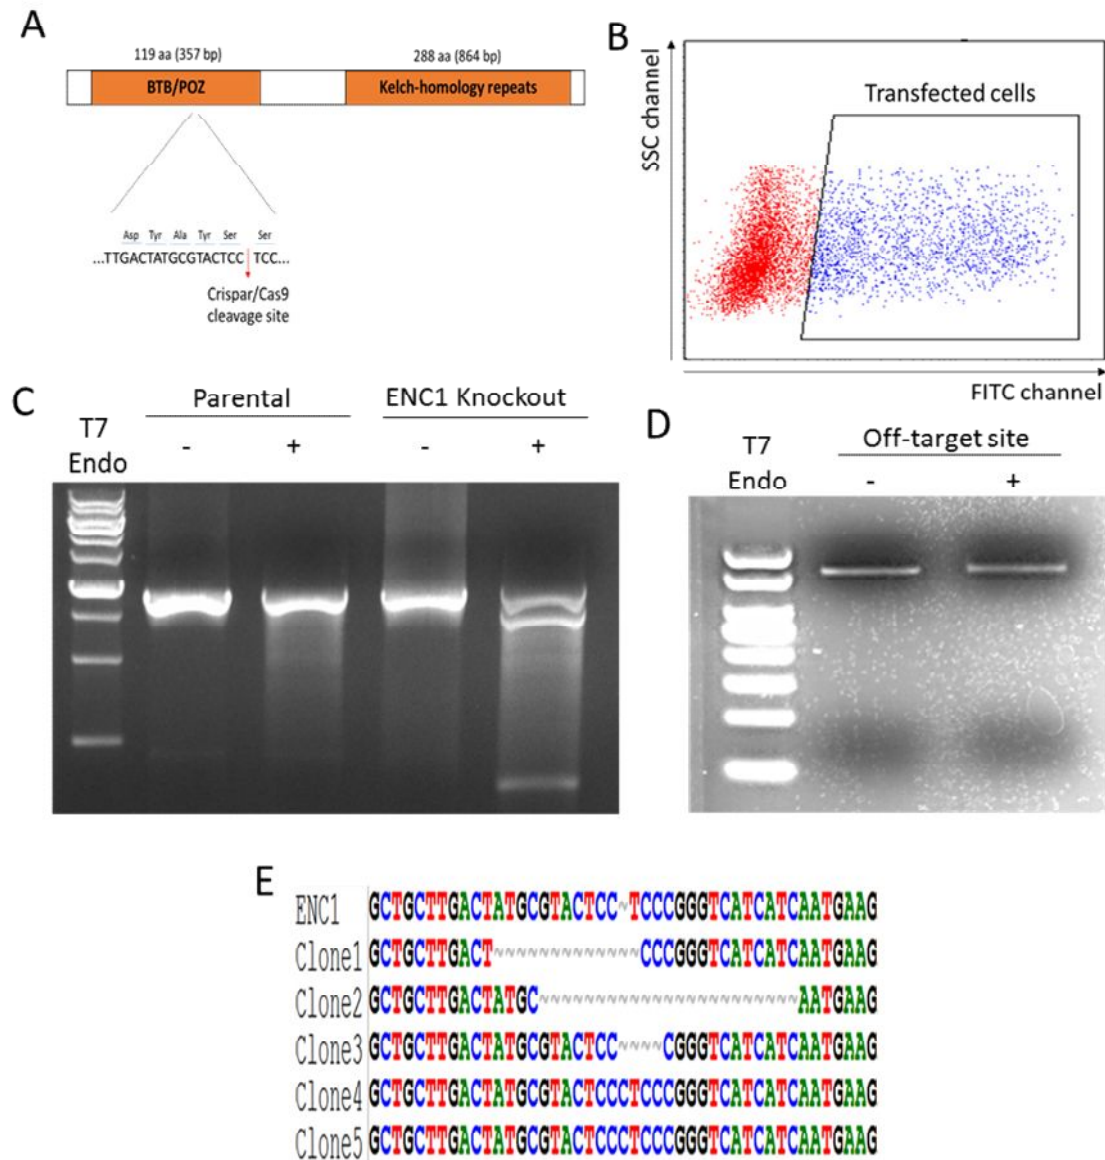 A
119 aa (357 bp)
288 aa (864 bp)
BTB/POZ
Kelch-homology repeats
Asp Tyr Ala Tyr Ser Ser
...TTGACTATGCGTACTCC TCC...
Crispar/Cas9
cleavage site
B
SSC channel
Transfected cells
FITC channel
C
Parental
ENC1 Knockout
T7
Endo
- + - +
D
T7
Endo
Off-target site
- +
E
ENC1 GCTGCTTGACTATGCGTACTCC~TCCCGGGTCATCATCAATGAAG
Clone1 GCTGCTTGACT~~~~~~~~~~~~~CCCGGGTCATCATCAATGAAG
Clone2 GCTGCTTGACTATGC~~~~~~~~~~~~~~~~~~~~~~~AATGAAG
Clone3 GCTGCTTGACTATGCGTACTCC~~~~CGGGTCATCATCAATGAAG
Clone4 GCTGCTTGACTATGCGTACTCCCTCCCGGGTCATCATCAATGAAG
Clone5 GCTGCTTGACTATGCGTACTCCCTCCCGGGTCATCATCAATGAAG